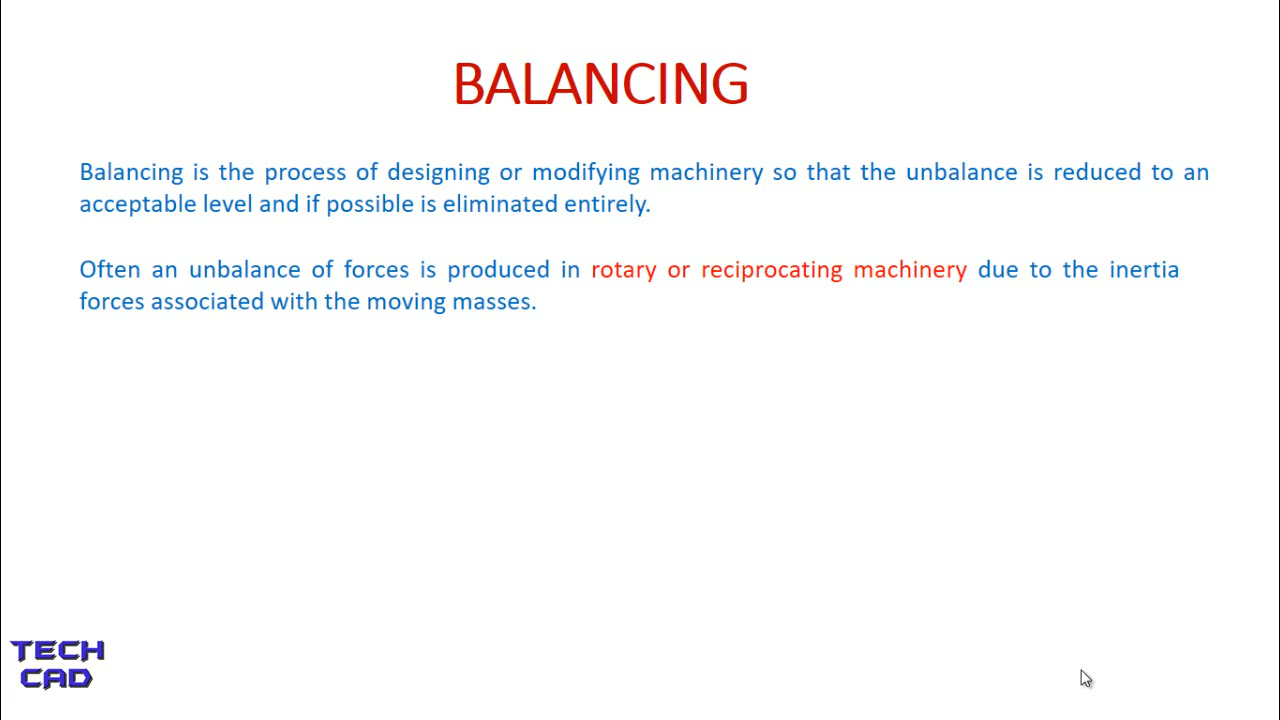 BALANCING
Balancing is the process of designing or modifying machinery so that the unbalance is reduced to an
acceptable level and if possible is eliminated entirely.
Often an unbalance of forces is produced in rotary or reciprocating machinery due to the inertia
forces associated with the moving masses.
TECH
CAD